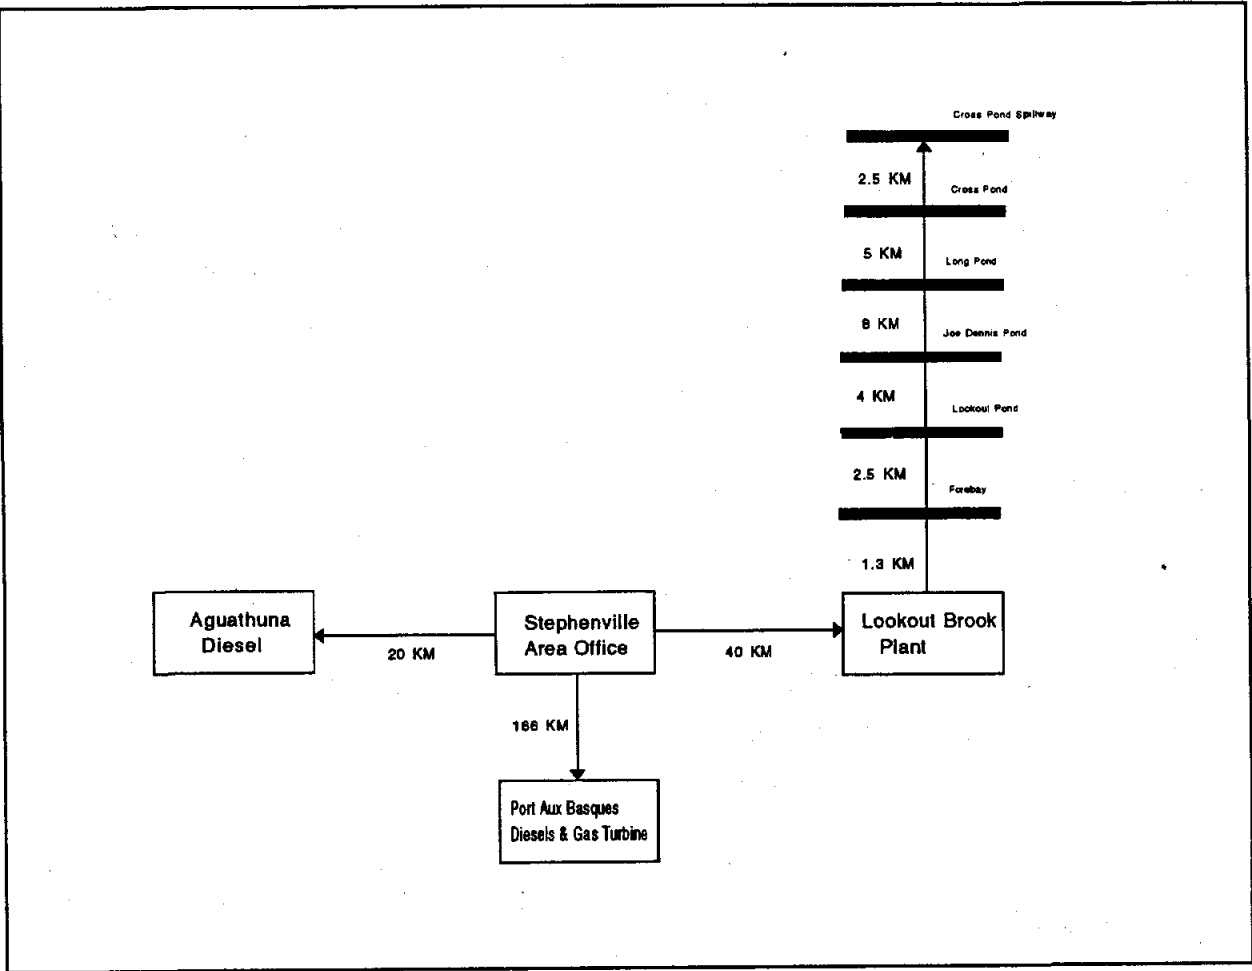 Cross Pond Spillway
2.5 KM
Cross Pond
5 KM
Long Pond
8 KM
Joe Dennis Pond
4 KM
Lookout Pond
2.5 KM
Forebay
1.3 KM
Aguathuna
Diesel
20 KM
Stephenville
Area Office
40 KM
Lookout Brook
Plant
166 KM
Port Aux Basques
Diesels & Gas Turbine